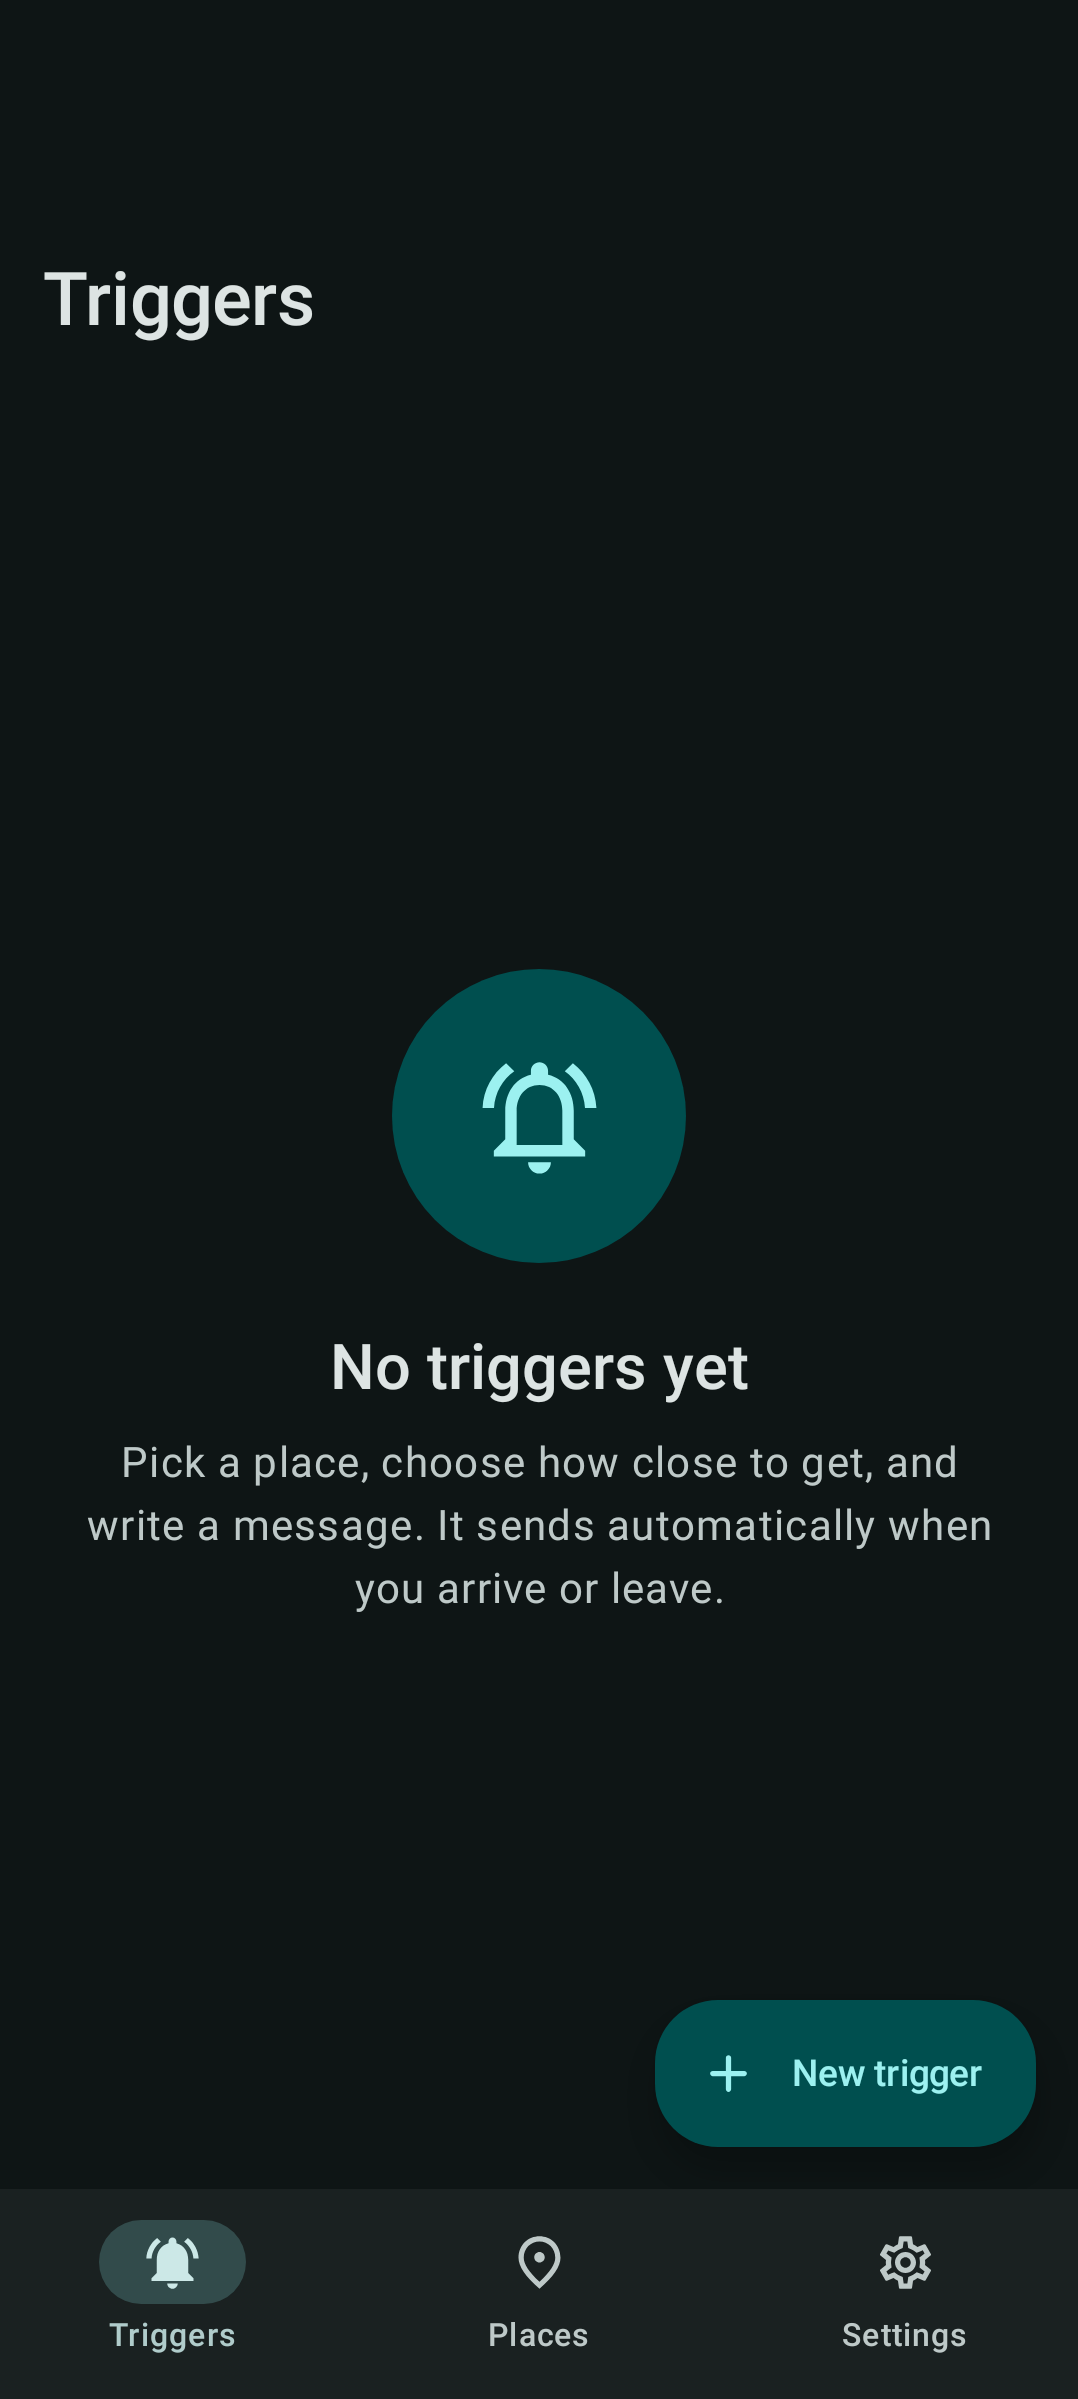 Triggers
No triggers yet
Pick a place, choose how close to get, and
write a message. It sends automatically when
you arrive or leave.
New trigger
Triggers
Places
Settings